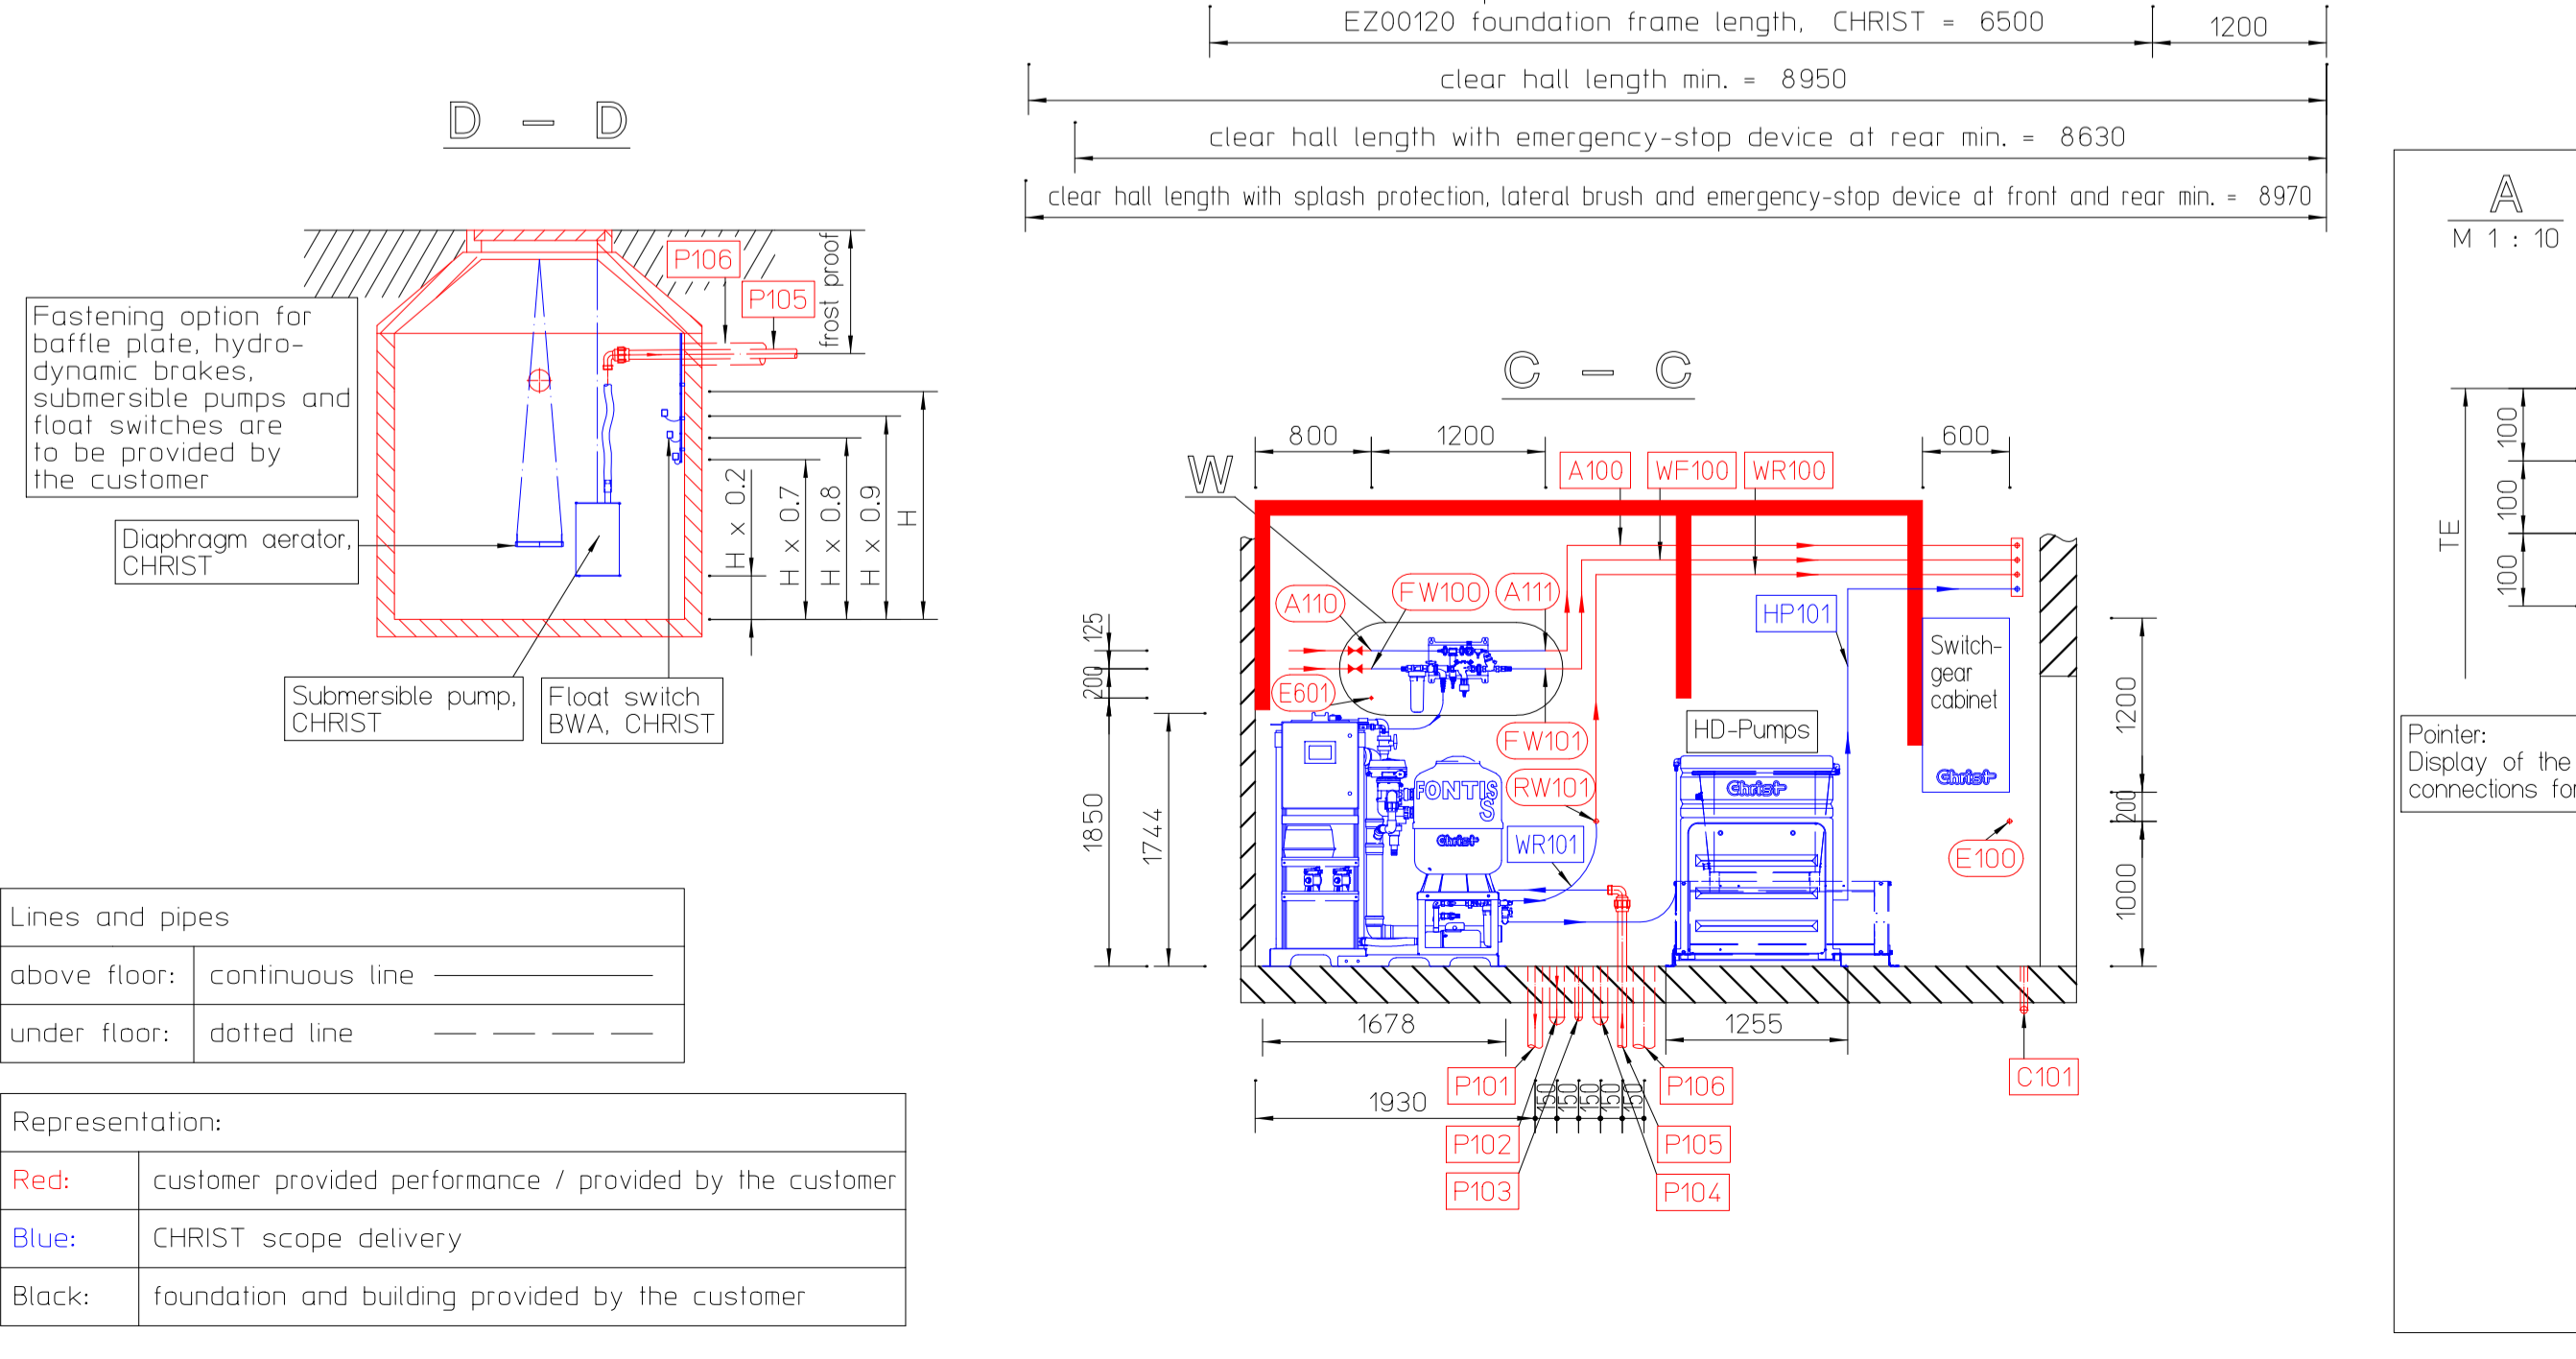 EZ00120 foundation frame length, CHRIST = 6500
1200
clear hall length min. = 8950
clear hall length with emergency-stop device at rear min. = 8630
clear hall length with splash protection, lateral brush and emergency-stop device at front and rear min. = 8970
D – D
P106
P105
frost proof
Fastening option for
baffle plate, hydro-
dynamic brakes,
submersible pumps and
float switches are
to be provided by
the customer
Diaphragm aerator,
CHRIST
Submersible pump,
CHRIST
Float switch
BWA, CHRIST
H x 0.2
H x 0.7
H x 0.8
H x 0.9
H
C – C
800
1200
600
W
A100
WF100
WR100
A110
FW100
A111
HP101
E601
FW101
RW101
WR101
HD-Pumps
Switch-
gear
cabinet
Christ
Christ
FONTIS
S
Christ
E100
125
200
1850
1744
1200
200
1000
1678
1255
1930
150
150
150
150
150
P101
P102
P103
P106
P105
P104
C101
A
M 1 : 10
TE
100
100
100
Pointer:
Display of the
connections for
Lines and pipes
above floor: continuous line
under floor: dotted line
Representation:
Red: customer provided performance / provided by the customer
Blue: CHRIST scope delivery
Black: foundation and building provided by the customer